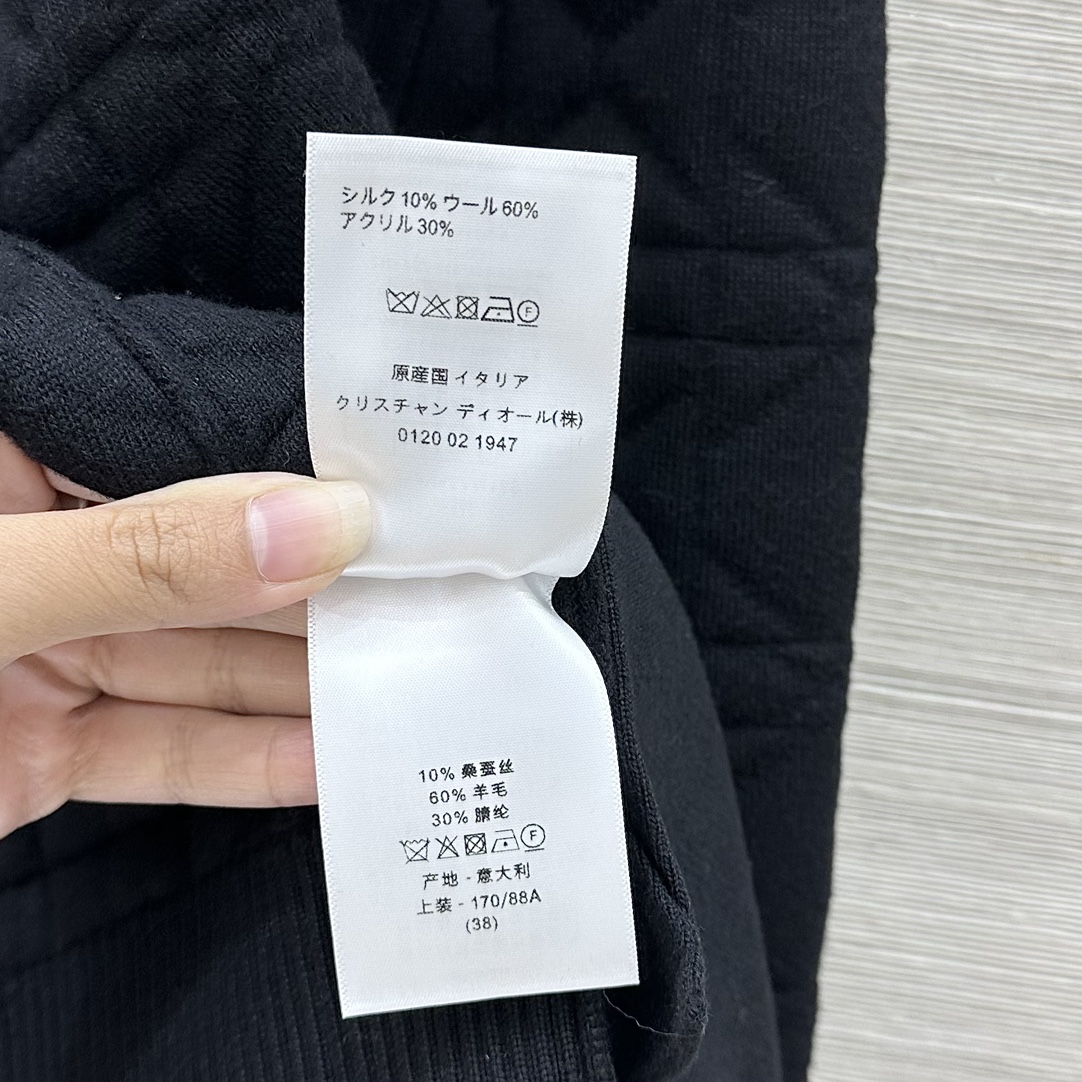 シルク 10% ウール 60%
アクリル 30%
F
原産国 イタリア
クリスチャン ディオール(株)
0120 02 1947
10% 桑蚕丝
60% 羊毛
30% 腈纶
F
产地 - 意大利
上装 - 170/88A
(38)